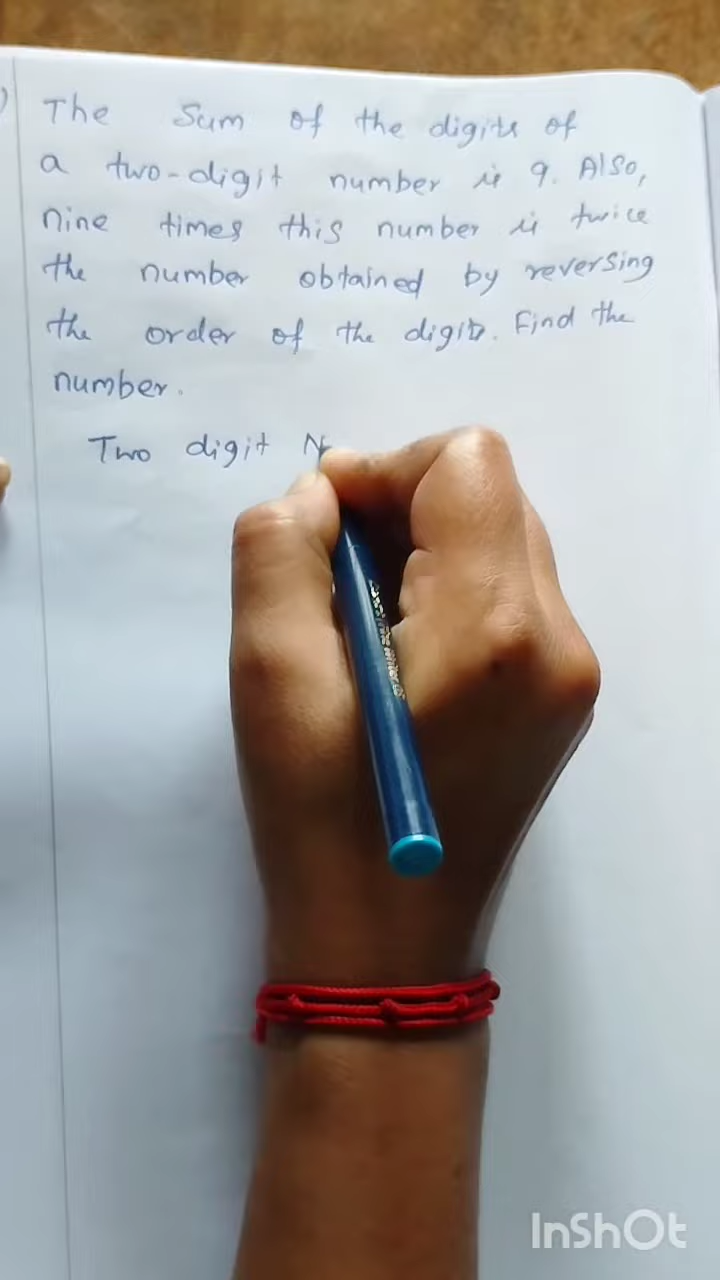 )
The Sum of the digits of
a two-digit number is 9. Also,
nine times this number is twice
the number obtained by reversing
the order of the digits. Find the
number.
Two digit N
InShOt